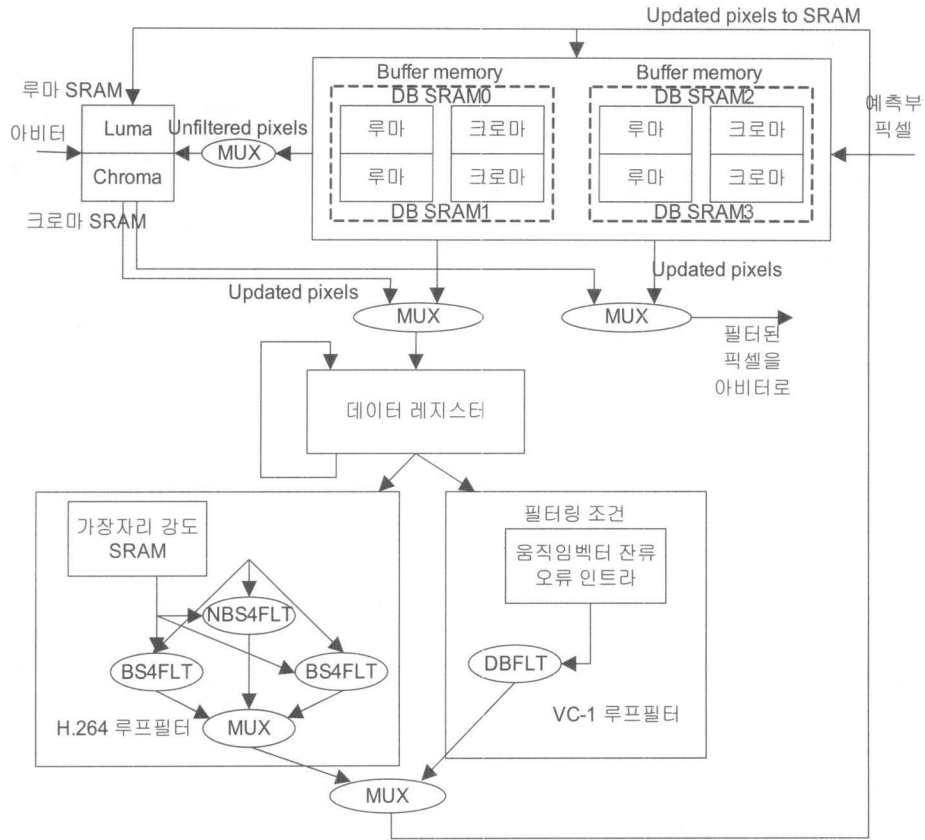 Updated pixels to SRAM
Buffer memory
DB SRAM0
루마
크로마
루마
크로마
DB SRAM1
Buffer memory
DB SRAM2
루마
크로마
루마
크로마
DB SRAM3
루마 SRAM
아비터
Luma
Chroma
크로마 SRAM
Unfiltered pixels
MUX
예측부
픽셀
Updated pixels
MUX
Updated pixels
MUX
필터된
픽셀을
아비터로
데이터 레지스터
가장자리 강도
SRAM
NBS4FLT
BS4FLT
BS4FLT
MUX
H.264 루프필터
필터링 조건
움직임벡터 잔류
오류 인트라
DBFLT
VC-1 루프필터
MUX